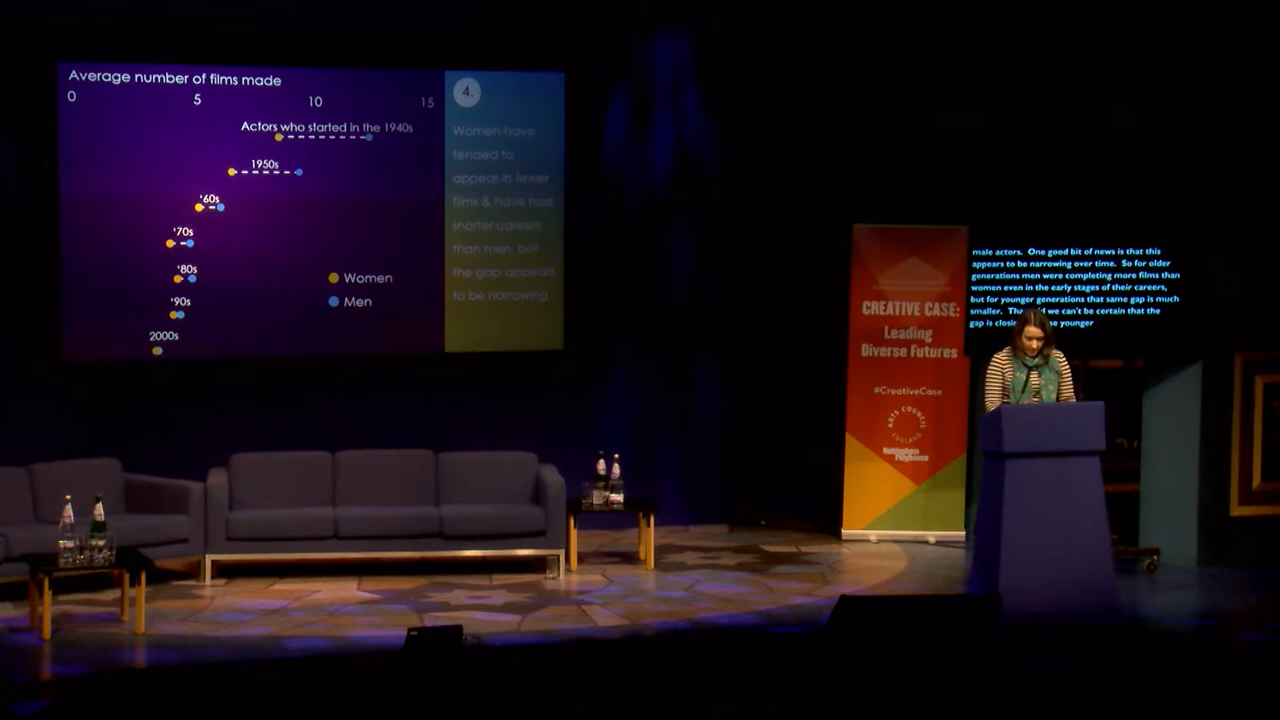 Average number of films made
0 5 10 15
Actors who started in the 1940s
1950s
'60s
'70s
'80s
'90s
2000s
Women
Men
4.
Women have
tended to
appear in fewer
films & have had
shorter careers
than men, but
the gap appears
to be narrowing.
CREATIVE CASE:
Leading
Diverse Futures
#CreativeCase
ARTS COUNCIL
ENGLAND
Nottingham
Playhouse
male actors. One good bit of news is that this
appears to be narrowing over time. So for older
generations men were completing more films than
women even in the early stages of their careers,
but for younger generations that same gap is much
smaller. we can't be certain that the
gap is younger